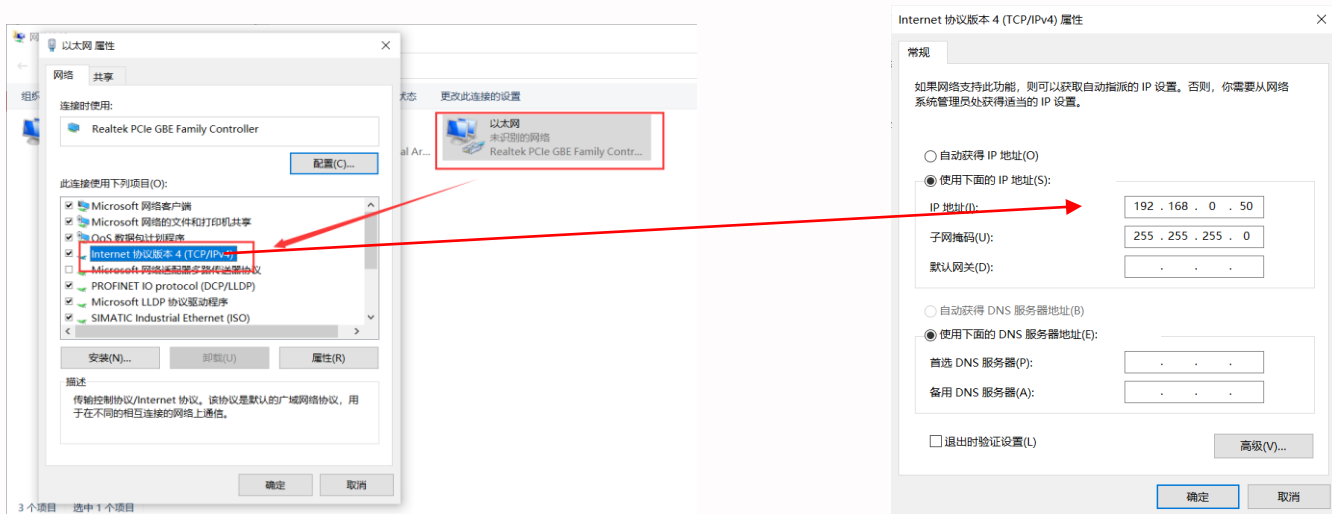 网
以太网 属性
网络
共享
组织
连接时使用:
Realtek PCIe GBE Family Controller
配置(C)...
此连接使用下列项目(O):
Microsoft 网络客户端
Microsoft 网络的文件和打印机共享
QoS 数据包计划程序
Internet 协议版本 4 (TCP/IPv4)
Microsoft 网络适配器多路传送器协议
PROFINET IO protocol (DCP/LLDP)
Microsoft LLDP 协议驱动程序
SIMATIC Industrial Ethernet (ISO)
安装(N)...
卸载(U)
属性(R)
描述
传输控制协议/Internet 协议。该协议是默认的广域网络协议，用
于在不同的相互连接的网络上通信。
确定
取消
3 个项目
选中 1 个项目
状态
更改此连接的设置
al Ar...
以太网
未识别的网络
Realtek PCIe GBE Family Contr...
Internet 协议版本 4 (TCP/IPv4) 属性
常规
如果网络支持此功能，则可以获取自动指派的 IP 设置。否则，你需要从网络
系统管理员处获得适当的 IP 设置。
自动获得 IP 地址(O)
使用下面的 IP 地址(S):
IP 地址(I):
192 . 168 . 0 . 50
子网掩码(U):
255 . 255 . 255 . 0
默认网关(D):
. . .
自动获得 DNS 服务器地址(B)
使用下面的 DNS 服务器地址(E):
首选 DNS 服务器(P):
. . .
备用 DNS 服务器(A):
. . .
退出时验证设置(L)
高级(V)...
确定
取消